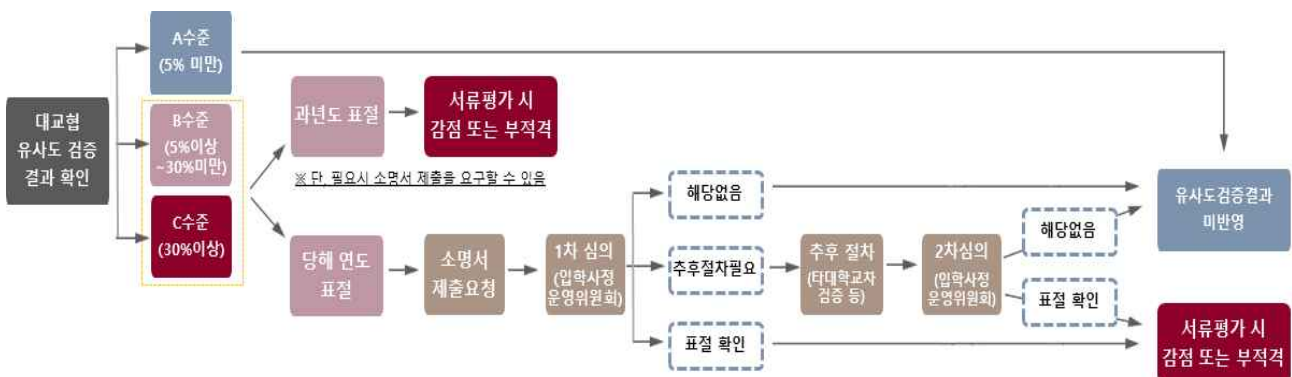 대교협
유사도 검증
결과 확인
A수준
(5% 미만)
B수준
(5%이상
~30%미만)
C수준
(30%이상)
과년도 표절
서류평가 시
감점 또는 부적격
※ 단, 필요시 소명서 제출을 요구할 수 있음
당해 연도
표절
소명서
제출요청
1차 심의
(입학사정
운영위원회)
해당없음
추후절차필요
표절 확인
추후 절차
(타대학교차
검증 등)
2차심의
(입학사정
운영위원회)
해당없음
표절 확인
유사도검증결과
미반영
서류평가 시
감점 또는 부적격